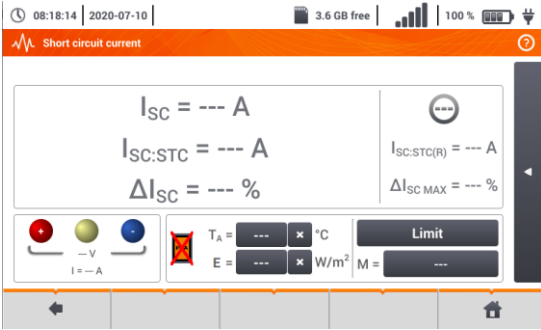 08:18:14 2020-07-10 3.6 GB free 100 %
Short circuit current ?
I_SC = --- A
I_SC:STC = --- A
ΔI_SC = --- %
---
I_SC:STC(R) = --- A
ΔI_SC MAX = --- %
+ -
-- V
I = -- A
T_A = --- × °C
E = --- × W/m²
Limit
M = ---